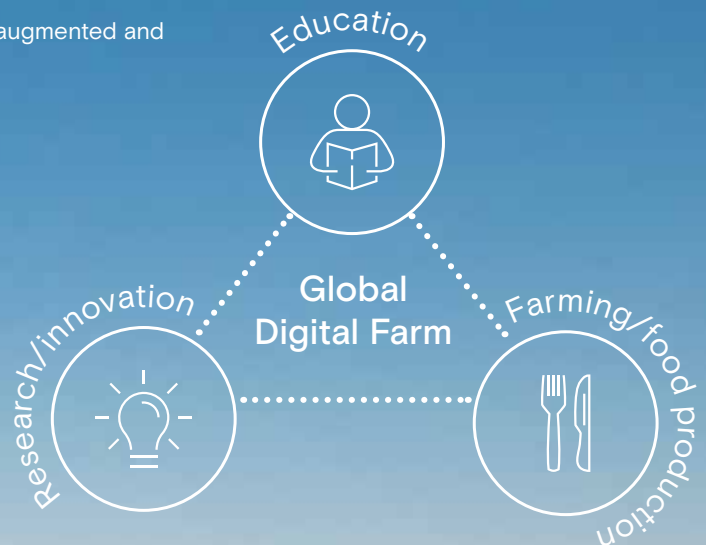 augmented and
Education
Global
Digital Farm
Research/innovation
Farming/food production